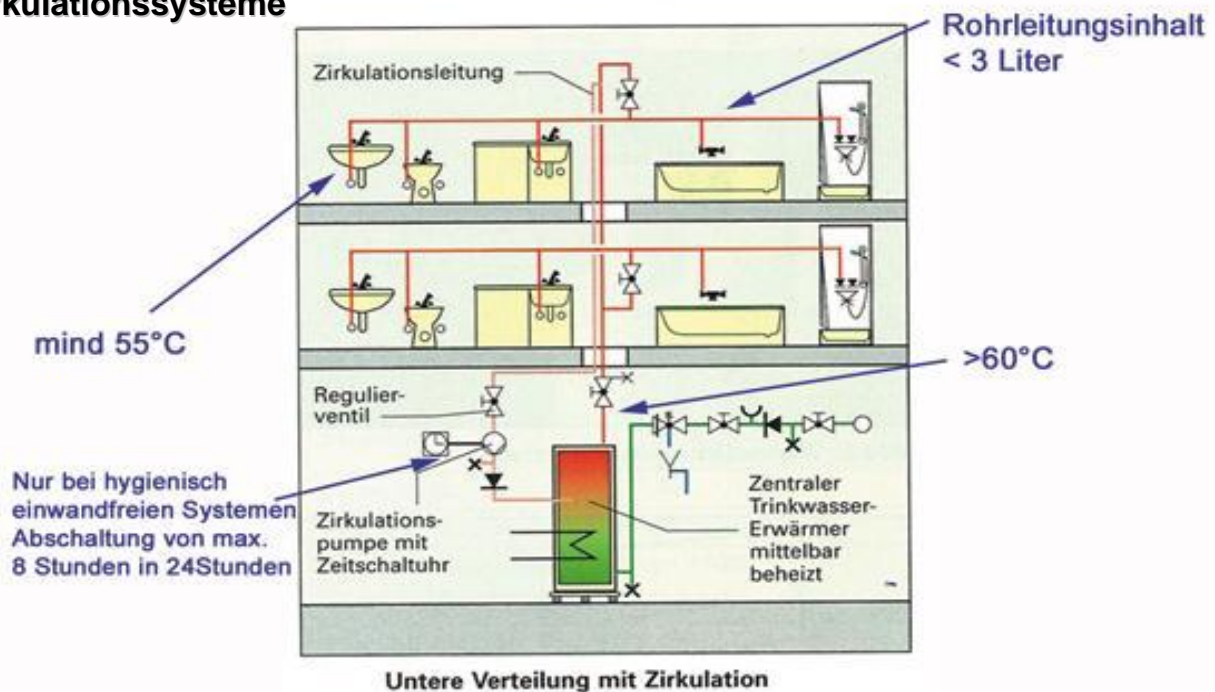 rkulationssysteme
Rohrleitungsinhalt
< 3 Liter
Zirkulationsleitung
mind 55°C
>60°C
Regulier-
ventil
Nur bei hygienisch
einwandfreien Systemen
Abschaltung von max.
8 Stunden in 24Stunden
Zirkulations-
pumpe mit
Zeitschaltuhr
Zentraler
Trinkwasser-
Erwärmer
mittelbar
beheizt
Untere Verteilung mit Zirkulation